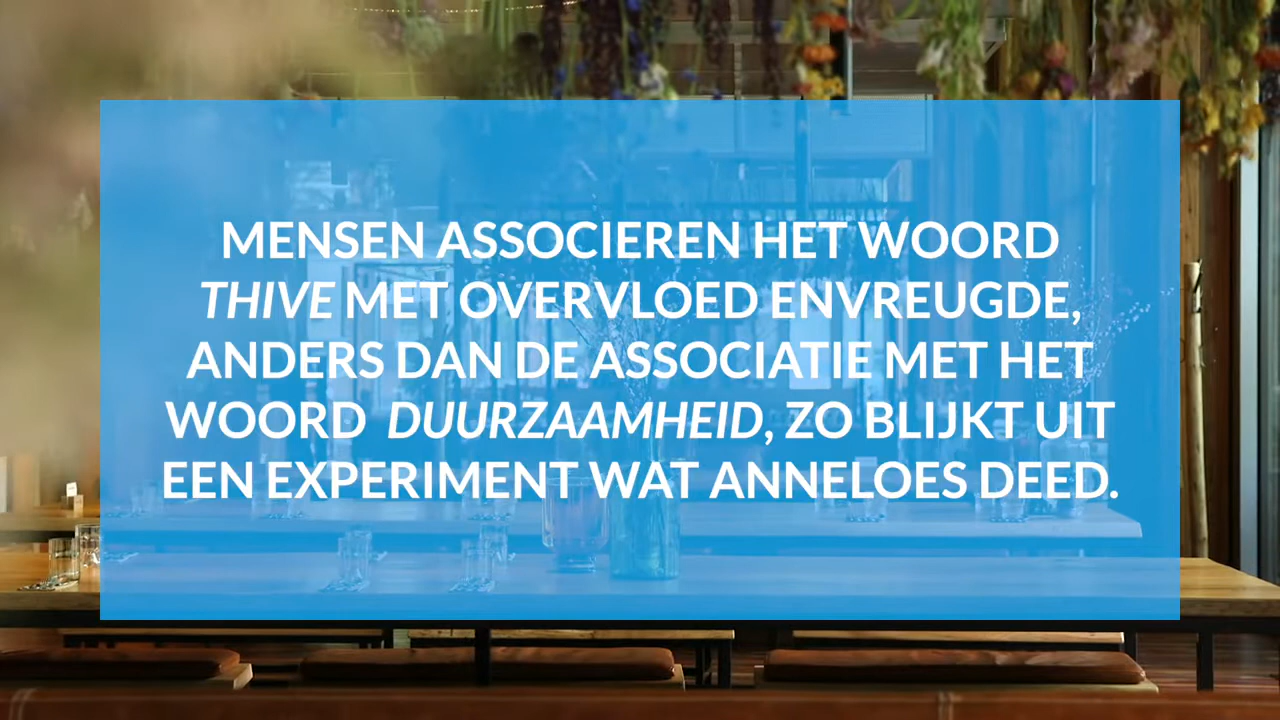 MENSEN ASSOCIEREN HET WOORD
THIVE MET OVERVLOED ENVREUGDE,
ANDERS DAN DE ASSOCIATIE MET HET
WOORD DUURZAAMHEID, ZO BLIJKT UIT
EEN EXPERIMENT WAT ANNELOES DEED.